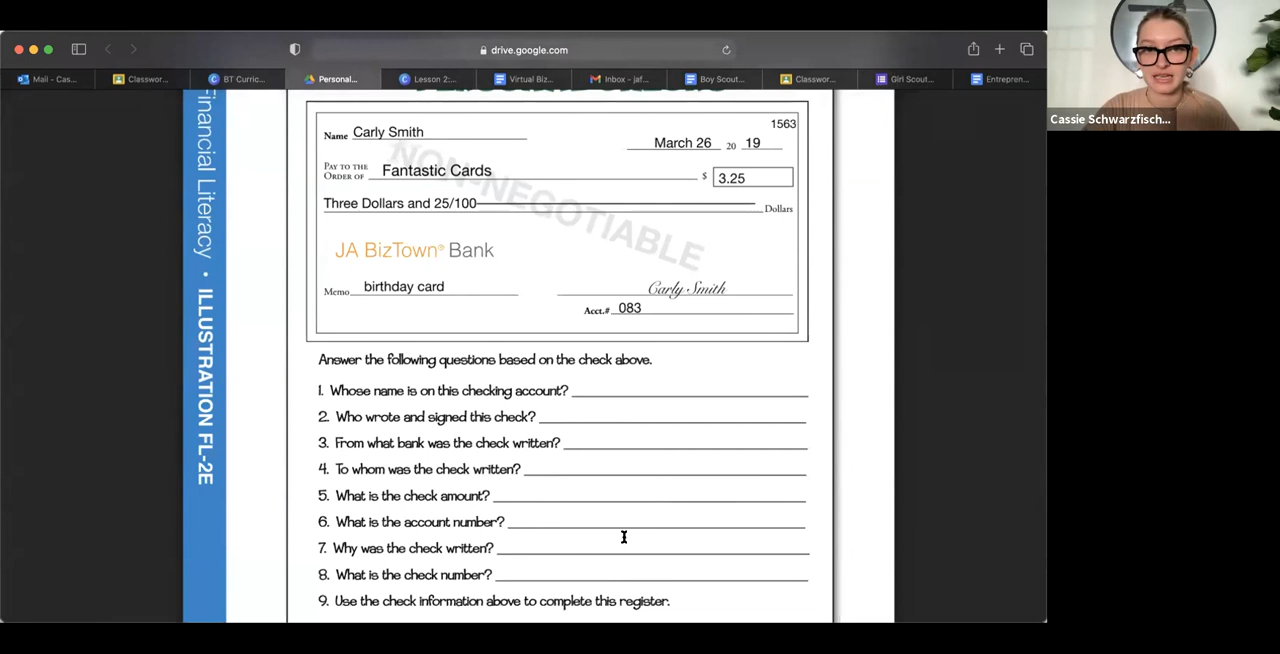 drive.google.com
Mail - Cas...
Classwor...
BT Curric...
Personal...
Lesson 2:...
Virtual Biz...
Inbox - jaf...
Boy Scout...
Classwor...
Girl Scout...
Entrepren...
Cassie Schwarzfisch...
Financial Literacy • ILLUSTRATION FL-2E
1563
Name Carly Smith March 26 20 19
PAY TO THE ORDER OF Fantastic Cards $ 3.25
Three Dollars and 25/100 Dollars
NON-NEGOTIABLE
JA BizTown® Bank
Memo birthday card Carly Smith
Acct.# 083
Answer the following questions based on the check above.
1. Whose name is on this checking account?
2. Who wrote and signed this check?
3. From what bank was the check written?
4. To whom was the check written?
5. What is the check amount?
6. What is the account number?
7. Why was the check written?
8. What is the check number?
9. Use the check information above to complete this register.